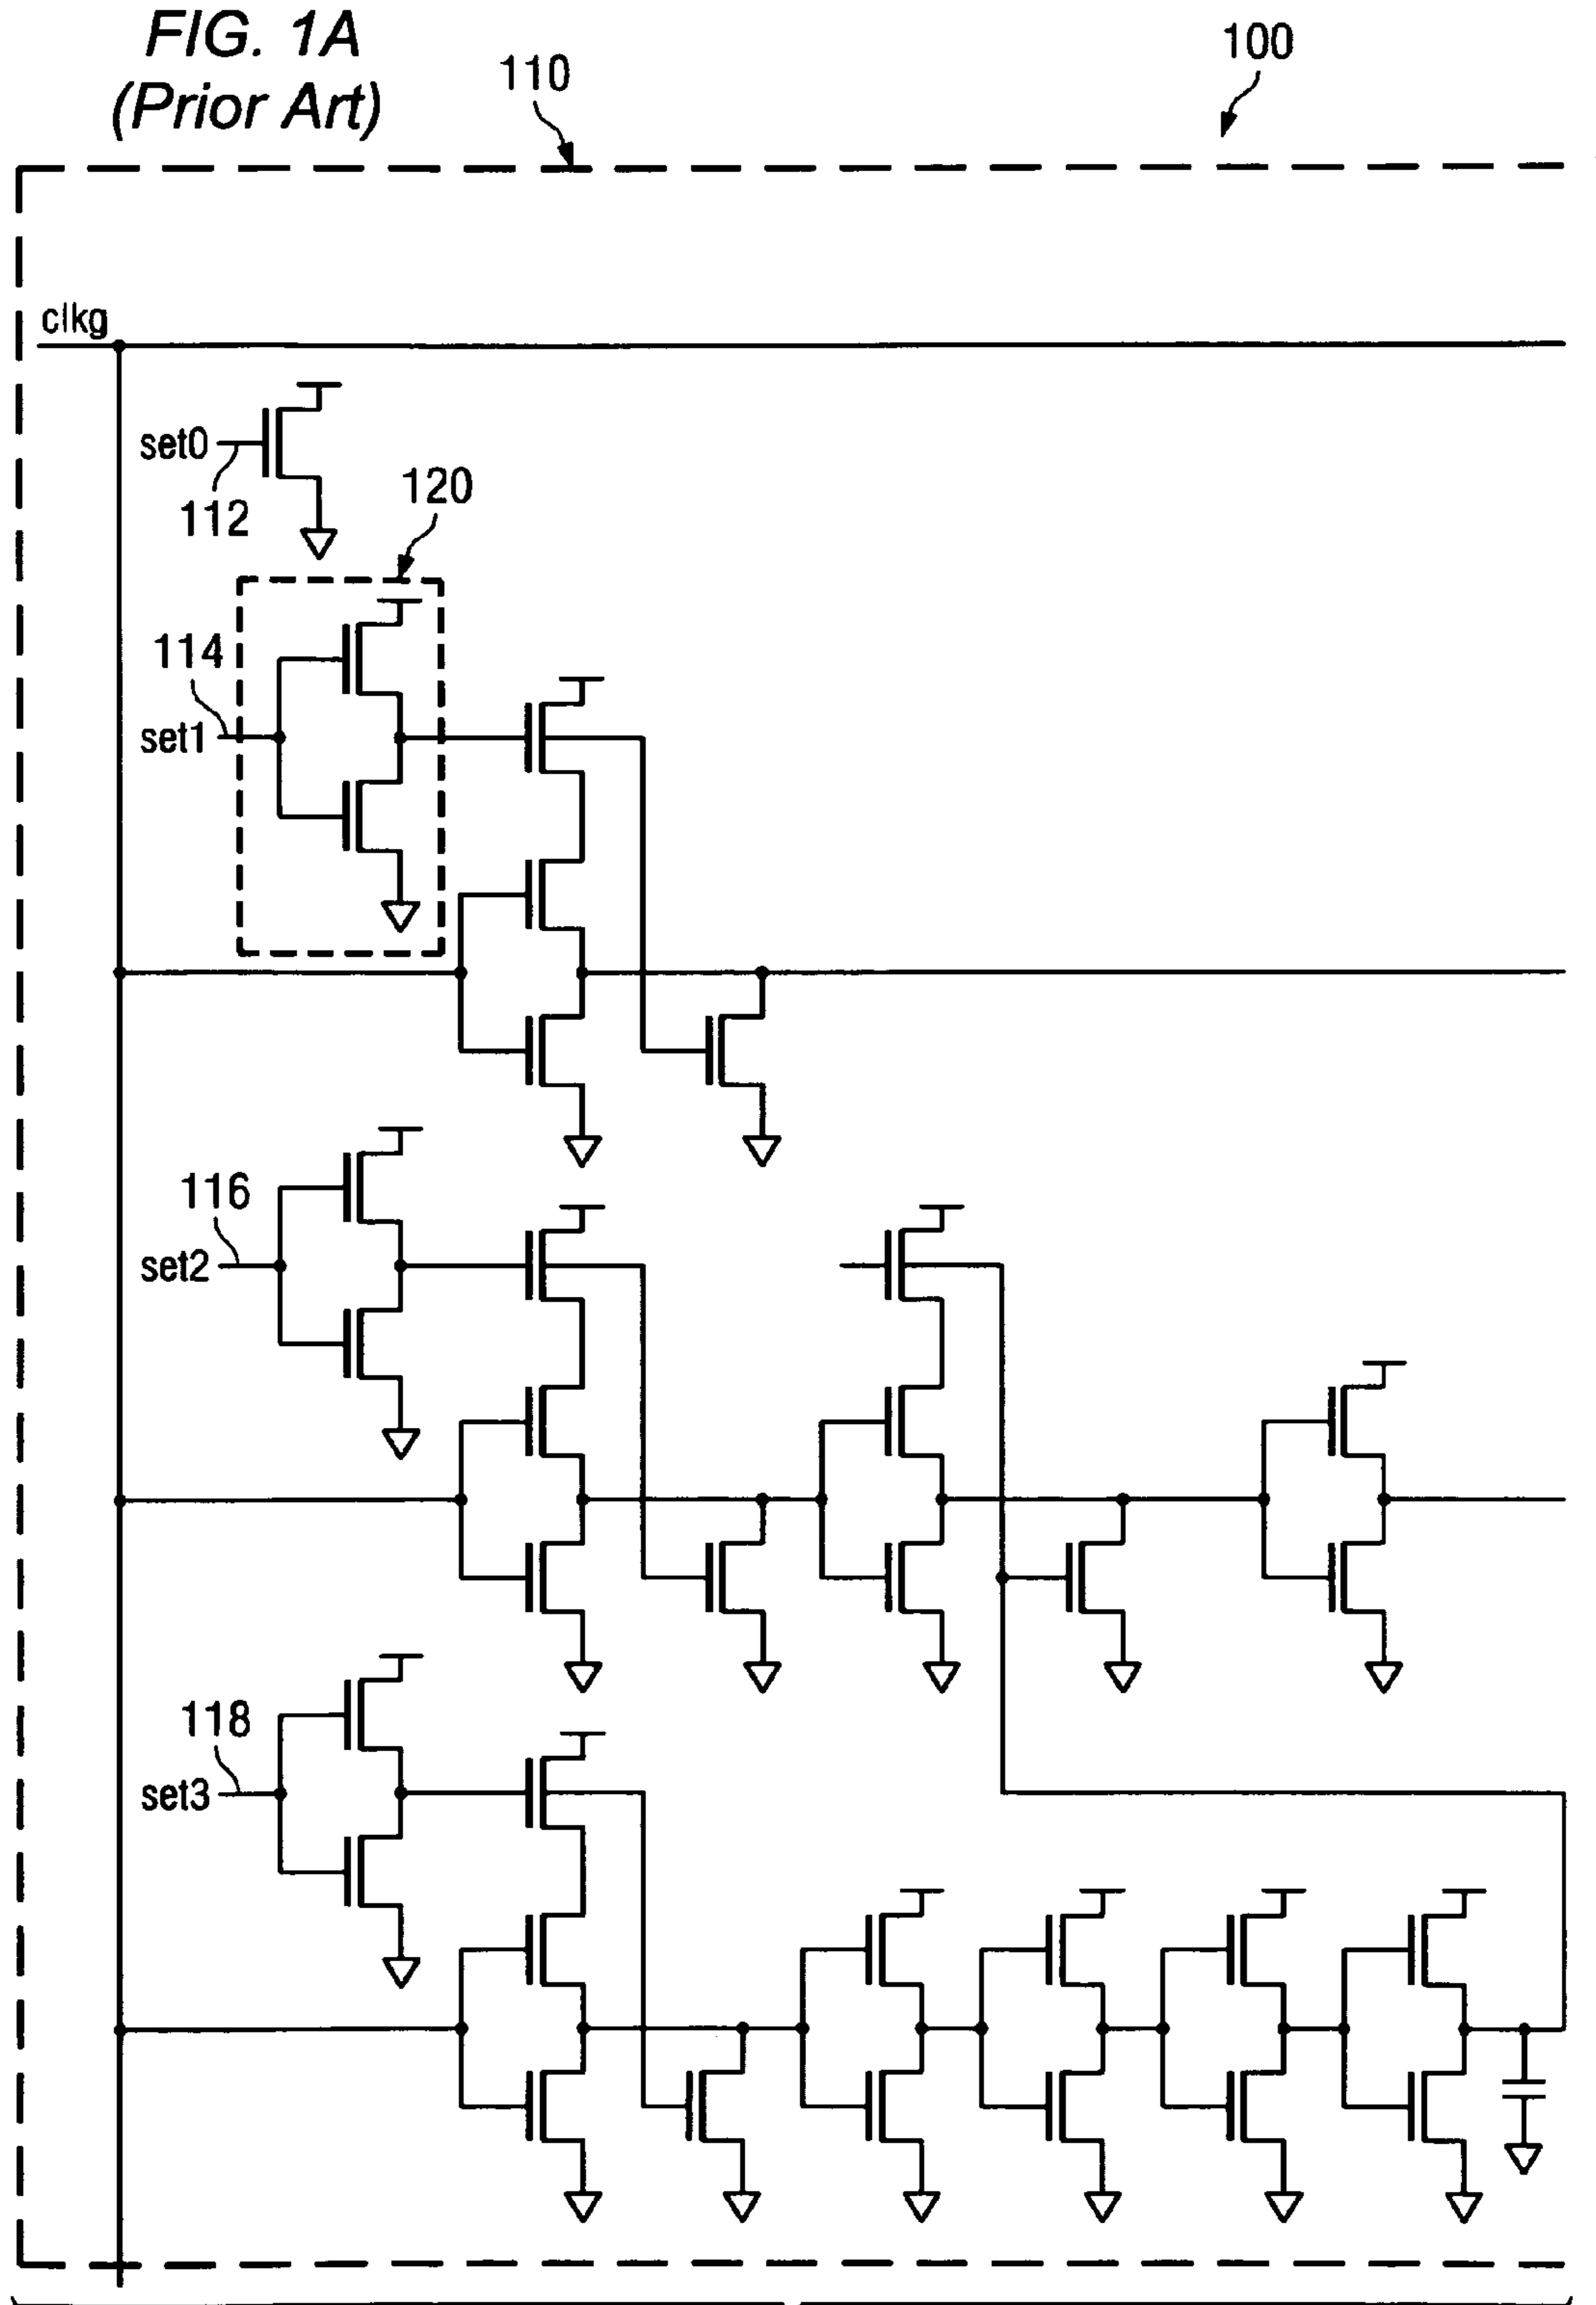 FIG. 1A
(Prior Art)
110
100
clkg
set0
112
120
114
set1
116
set2
118
set3